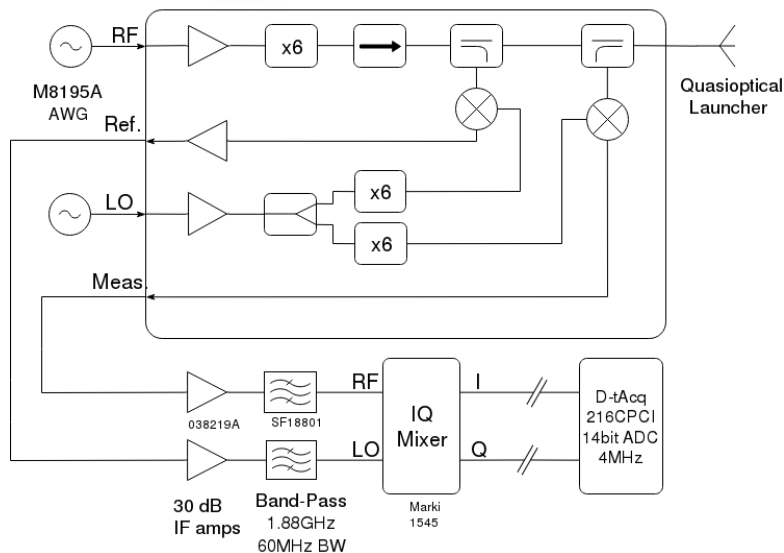 RF
x6
M8195A
AWG
Quasioptical
Launcher
Ref.
LO
x6
x6
Meas.
RF
I
D-tAcq
216CPCI
14bit ADC
4MHz
038219A
SF18801
IQ
Mixer
LO
Q
30 dB
IF amps
Band-Pass
1.88GHz
60MHz BW
Marki
1545